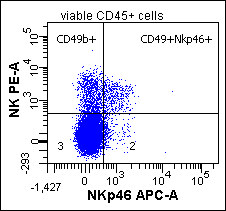 viable CD45+ cells
CD49b+ CD49+Nkp46+
NK PE-A
10^5
10^4
10^3
0
-293
3 2
-1,427 0 10^3 10^4 10^5
NKp46 APC-A